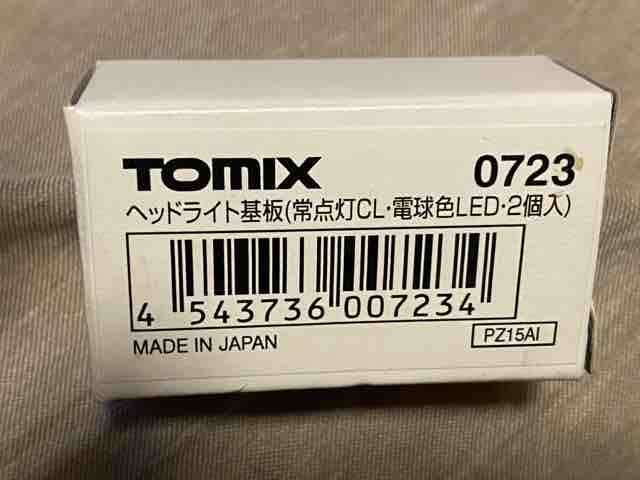 TOMIX 0723
ヘッドライト基板(常点灯CL・電球色LED・2個入)
4 543736 007234
MADE IN JAPAN PZ15AI